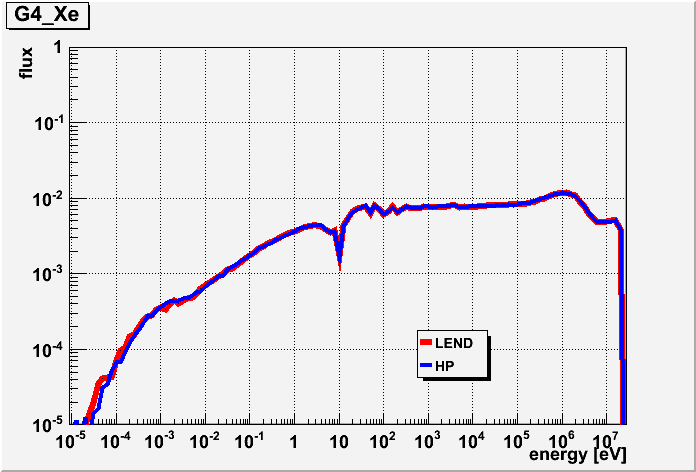 G4_Xe
flux
1
10⁻¹
10⁻²
10⁻³
10⁻⁴
10⁻⁵
LEND
HP
10⁻⁵ 10⁻⁴ 10⁻³ 10⁻² 10⁻¹ 1 10 10² 10³ 10⁴ 10⁵ 10⁶ 10⁷
energy [eV]